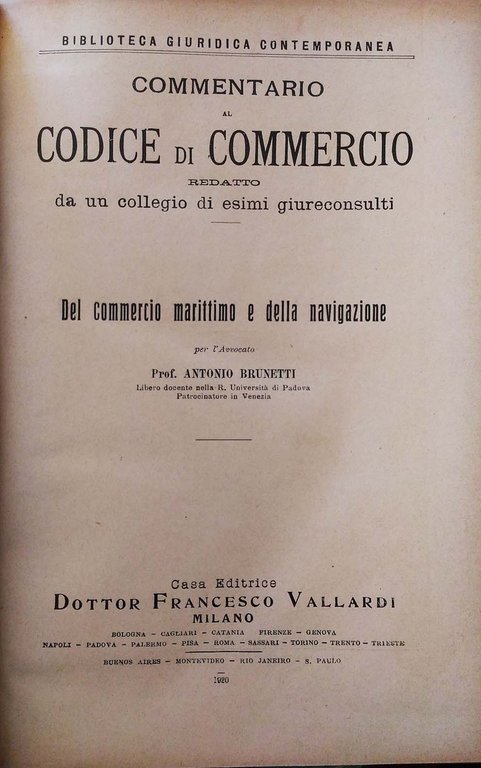 BIBLIOTECA GIURIDICA CONTEMPORANEA
COMMENTARIO
AL
CODICE DI COMMERCIO
REDATTO
da un collegio di esimi giureconsulti
Del commercio marittimo e della navigazione
per l'Avvocato
Prof. ANTONIO BRUNETTI
Libero docente nella R. Università di Padova
Patrocinatore in Venezia
Casa Editrice
DOTTOR FRANCESCO VALLARDI
MILANO
BOLOGNA — CAGLIARI — CATANIA FIRENZE — GENOVA
NAPOLI — PADOVA — PALERMO — PISA — ROMA — SASSARI — TORINO — TRENTO — TRIESTE
BUENOS AIRES — MONTEVIDEO — RIO JANEIRO — S. PAULO
1920